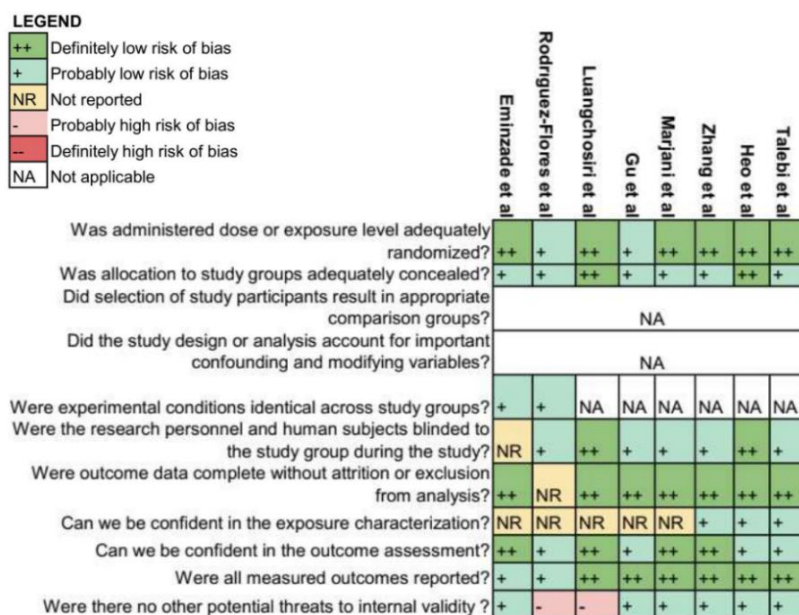 LEGEND
++ Definitely low risk of bias
+ Probably low risk of bias
NR Not reported
- Probably high risk of bias
-- Definitely high risk of bias
NA Not applicable
Eminzade et al
Rodrıguez-Flores et al
Luangchosiri et al
Gu et al
Marjani et al
Zhang et al
Heo et al
Talebi et al
Was administered dose or exposure level adequately
randomized? ++ + ++ + ++ ++ ++ ++
Was allocation to study groups adequately concealed? + + ++ + + + ++ +
Did selection of study participants result in appropriate
comparison groups? NA
Did the study design or analysis account for important
confounding and modifying variables? NA
Were experimental conditions identical across study groups? + + NA NA NA NA NA NA
Were the research personnel and human subjects blinded to
the study group during the study? NR + ++ + + + ++ +
Were outcome data complete without attrition or exclusion
from analysis? ++ NR ++ ++ ++ ++ ++ ++
Can we be confident in the exposure characterization? NR NR NR NR NR + + +
Can we be confident in the outcome assessment? ++ + ++ + ++ ++ + +
Were all measured outcomes reported? + + ++ ++ ++ ++ ++ ++
Were there no other potential threats to internal validity ? + - - + + + + +